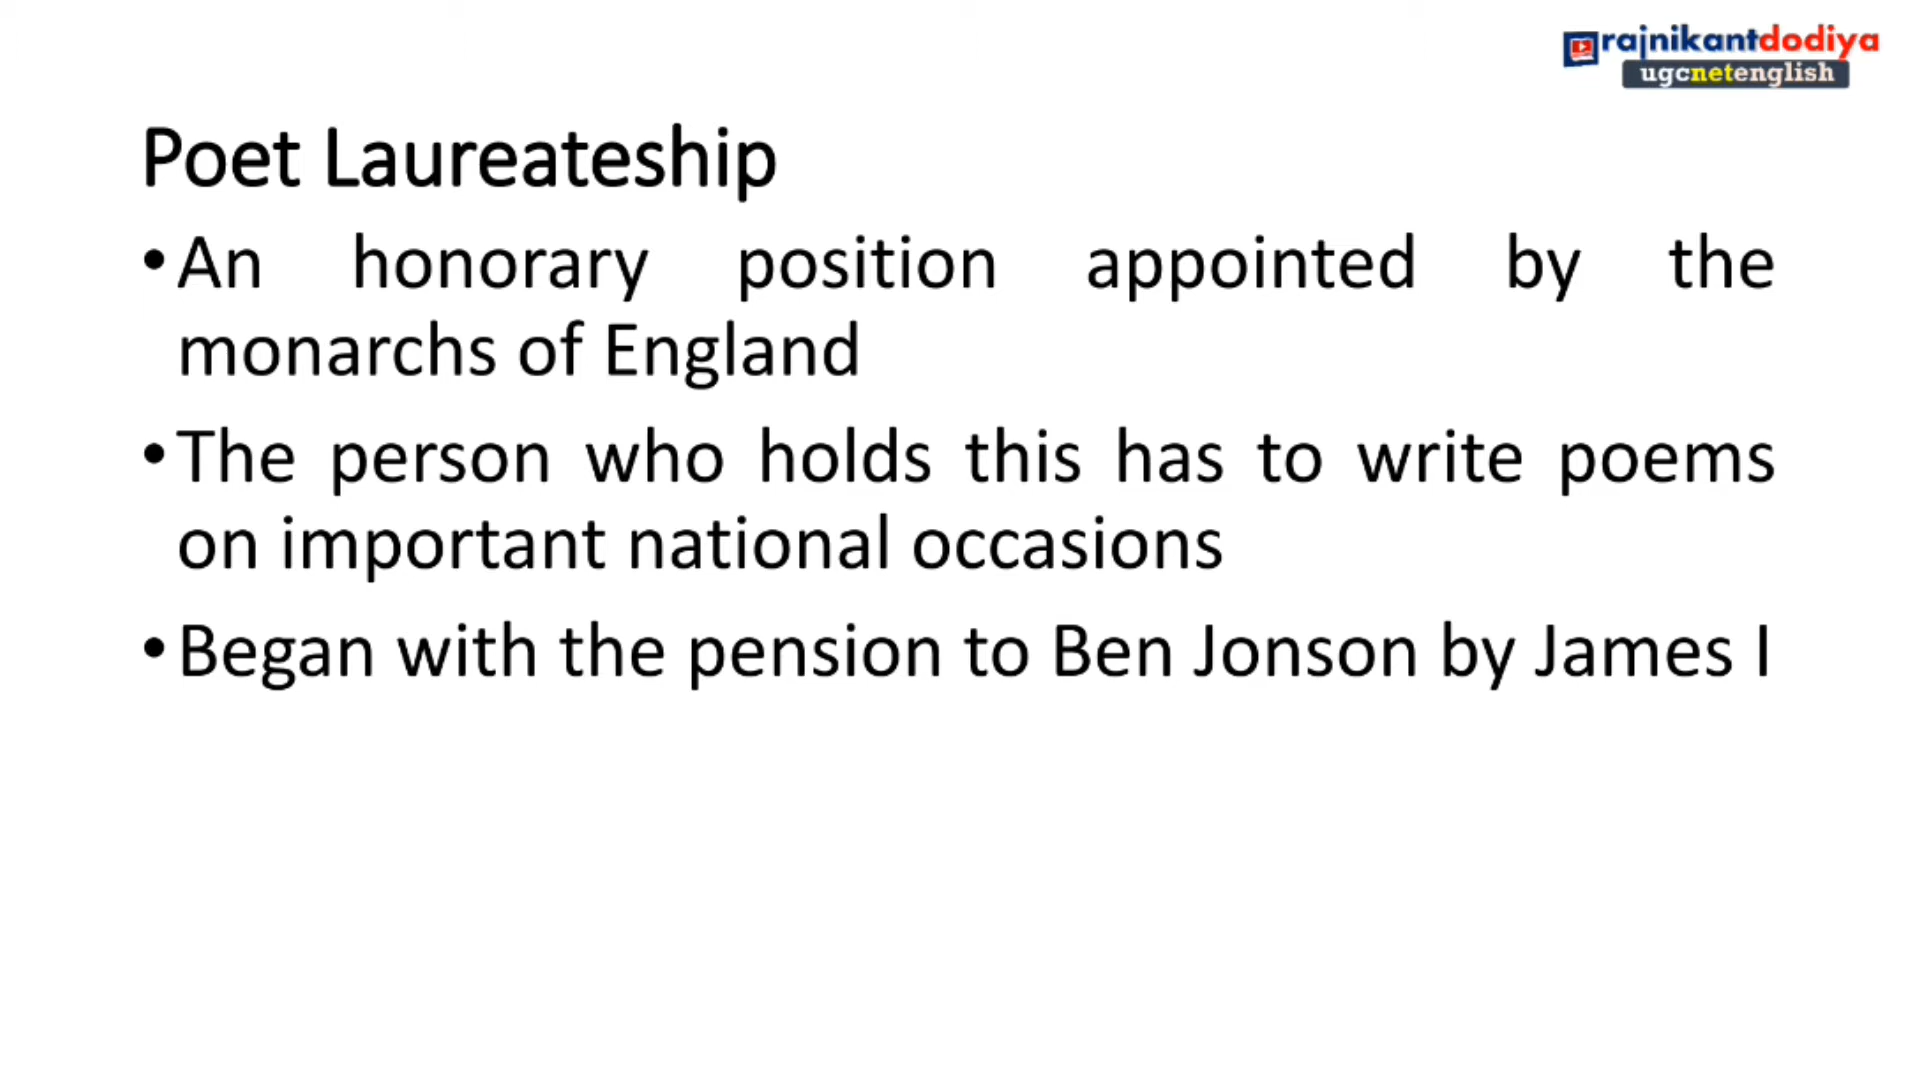 rajnikantdodiya
ugcnetenglish
Poet Laureateship
•An honorary position appointed by the
monarchs of England
•The person who holds this has to write poems
on important national occasions
•Began with the pension to Ben Jonson by James I